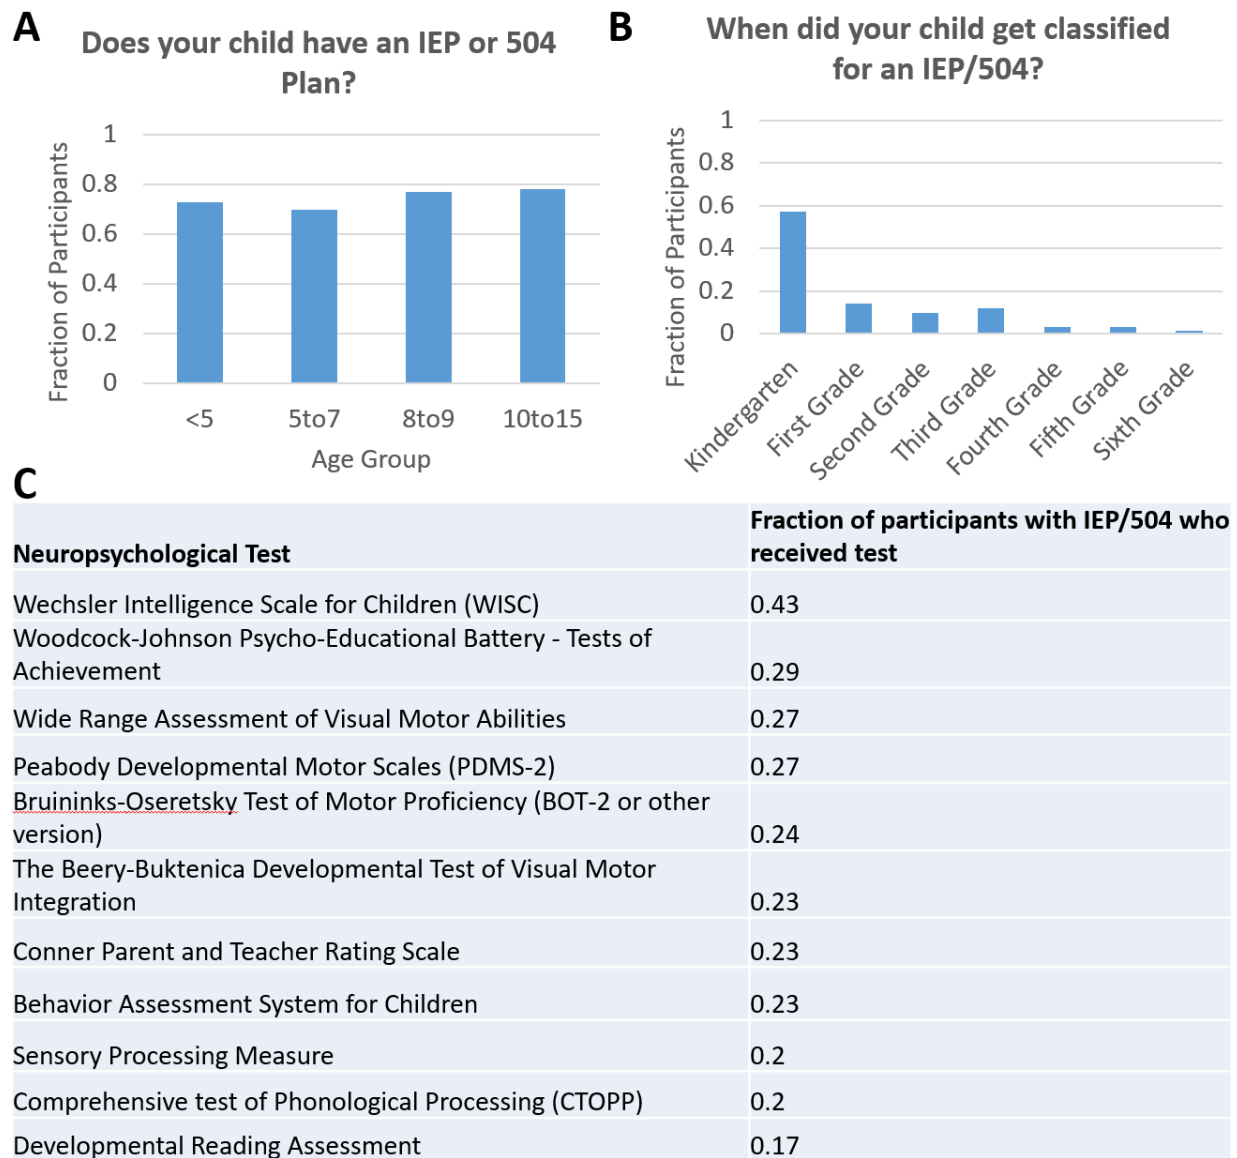 A
Does your child have an IEP or 504
Plan?
Fraction of Participants
1
0.8
0.6
0.4
0.2
0
<5 5to7 8to9 10to15
Age Group
B
When did your child get classified
for an IEP/504?
Fraction of Participants
1
0.8
0.6
0.4
0.2
0
Kindergarten
First Grade
Second Grade
Third Grade
Fourth Grade
Fifth Grade
Sixth Grade
C
Neuropsychological Test
Fraction of participants with IEP/504 who
received test
Wechsler Intelligence Scale for Children (WISC)
0.43
Woodcock-Johnson Psycho-Educational Battery - Tests of
Achievement
0.29
Wide Range Assessment of Visual Motor Abilities
0.27
Peabody Developmental Motor Scales (PDMS-2)
0.27
Bruininks-Oseretsky Test of Motor Proficiency (BOT-2 or other
version)
0.24
The Beery-Buktenica Developmental Test of Visual Motor
Integration
0.23
Conner Parent and Teacher Rating Scale
0.23
Behavior Assessment System for Children
0.23
Sensory Processing Measure
0.2
Comprehensive test of Phonological Processing (CTOPP)
0.2
Developmental Reading Assessment
0.17